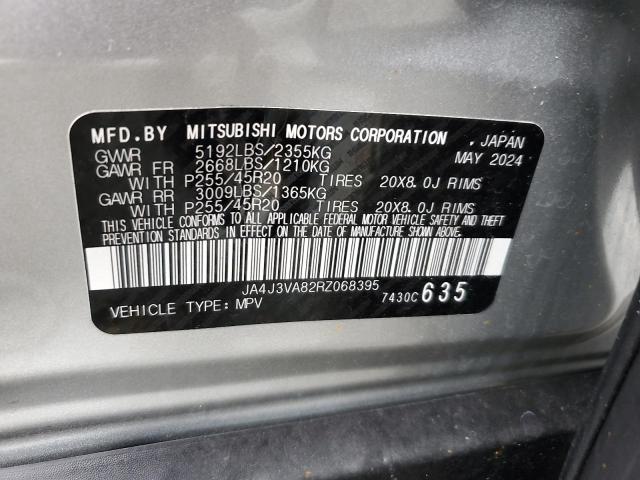 MFD.BY MITSUBISHI MOTORS CORPORATION , JAPAN
GVWR 5192LBS/2355KG MAY 2024
GAWR FR 2668LBS/1210KG
WITH P255/45R20 TIRES 20X8.0J RIMS
GAWR RR 3009LBS/1365KG
WITH P255/45R20 TIRES 20X8.0J RIMS
THIS VEHICLE CONFORMS TO ALL APPLICABLE FEDERAL MOTOR VEHICLE SAFETY AND THEFT
PREVENTION STANDARDS IN EFFECT ON THE DATE OF MANUFACTURE SHOWN ABOVE.
JA4J3VA82RZ068395
VEHICLE TYPE: MPV 7430C 635